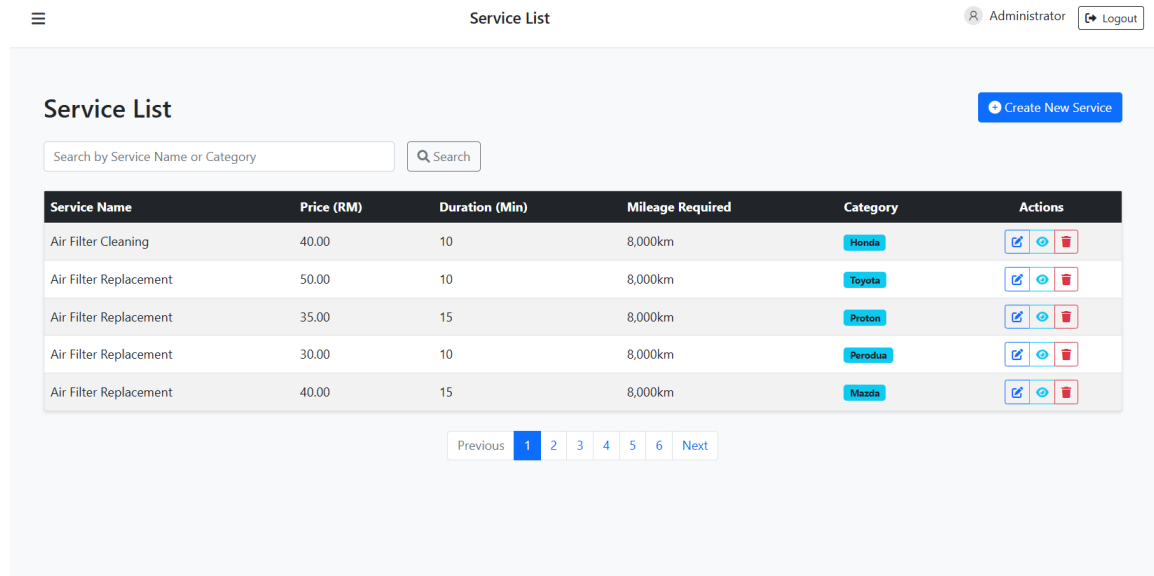 Service List
Administrator
Logout
Service List
Create New Service
Search by Service Name or Category
Search
Service Name Price (RM) Duration (Min) Mileage Required Category Actions
Air Filter Cleaning 40.00 10 8,000km Honda
Air Filter Replacement 50.00 10 8,000km Toyota
Air Filter Replacement 35.00 15 8,000km Proton
Air Filter Replacement 30.00 10 8,000km Perodua
Air Filter Replacement 40.00 15 8,000km Mazda
Previous 1 2 3 4 5 6 Next